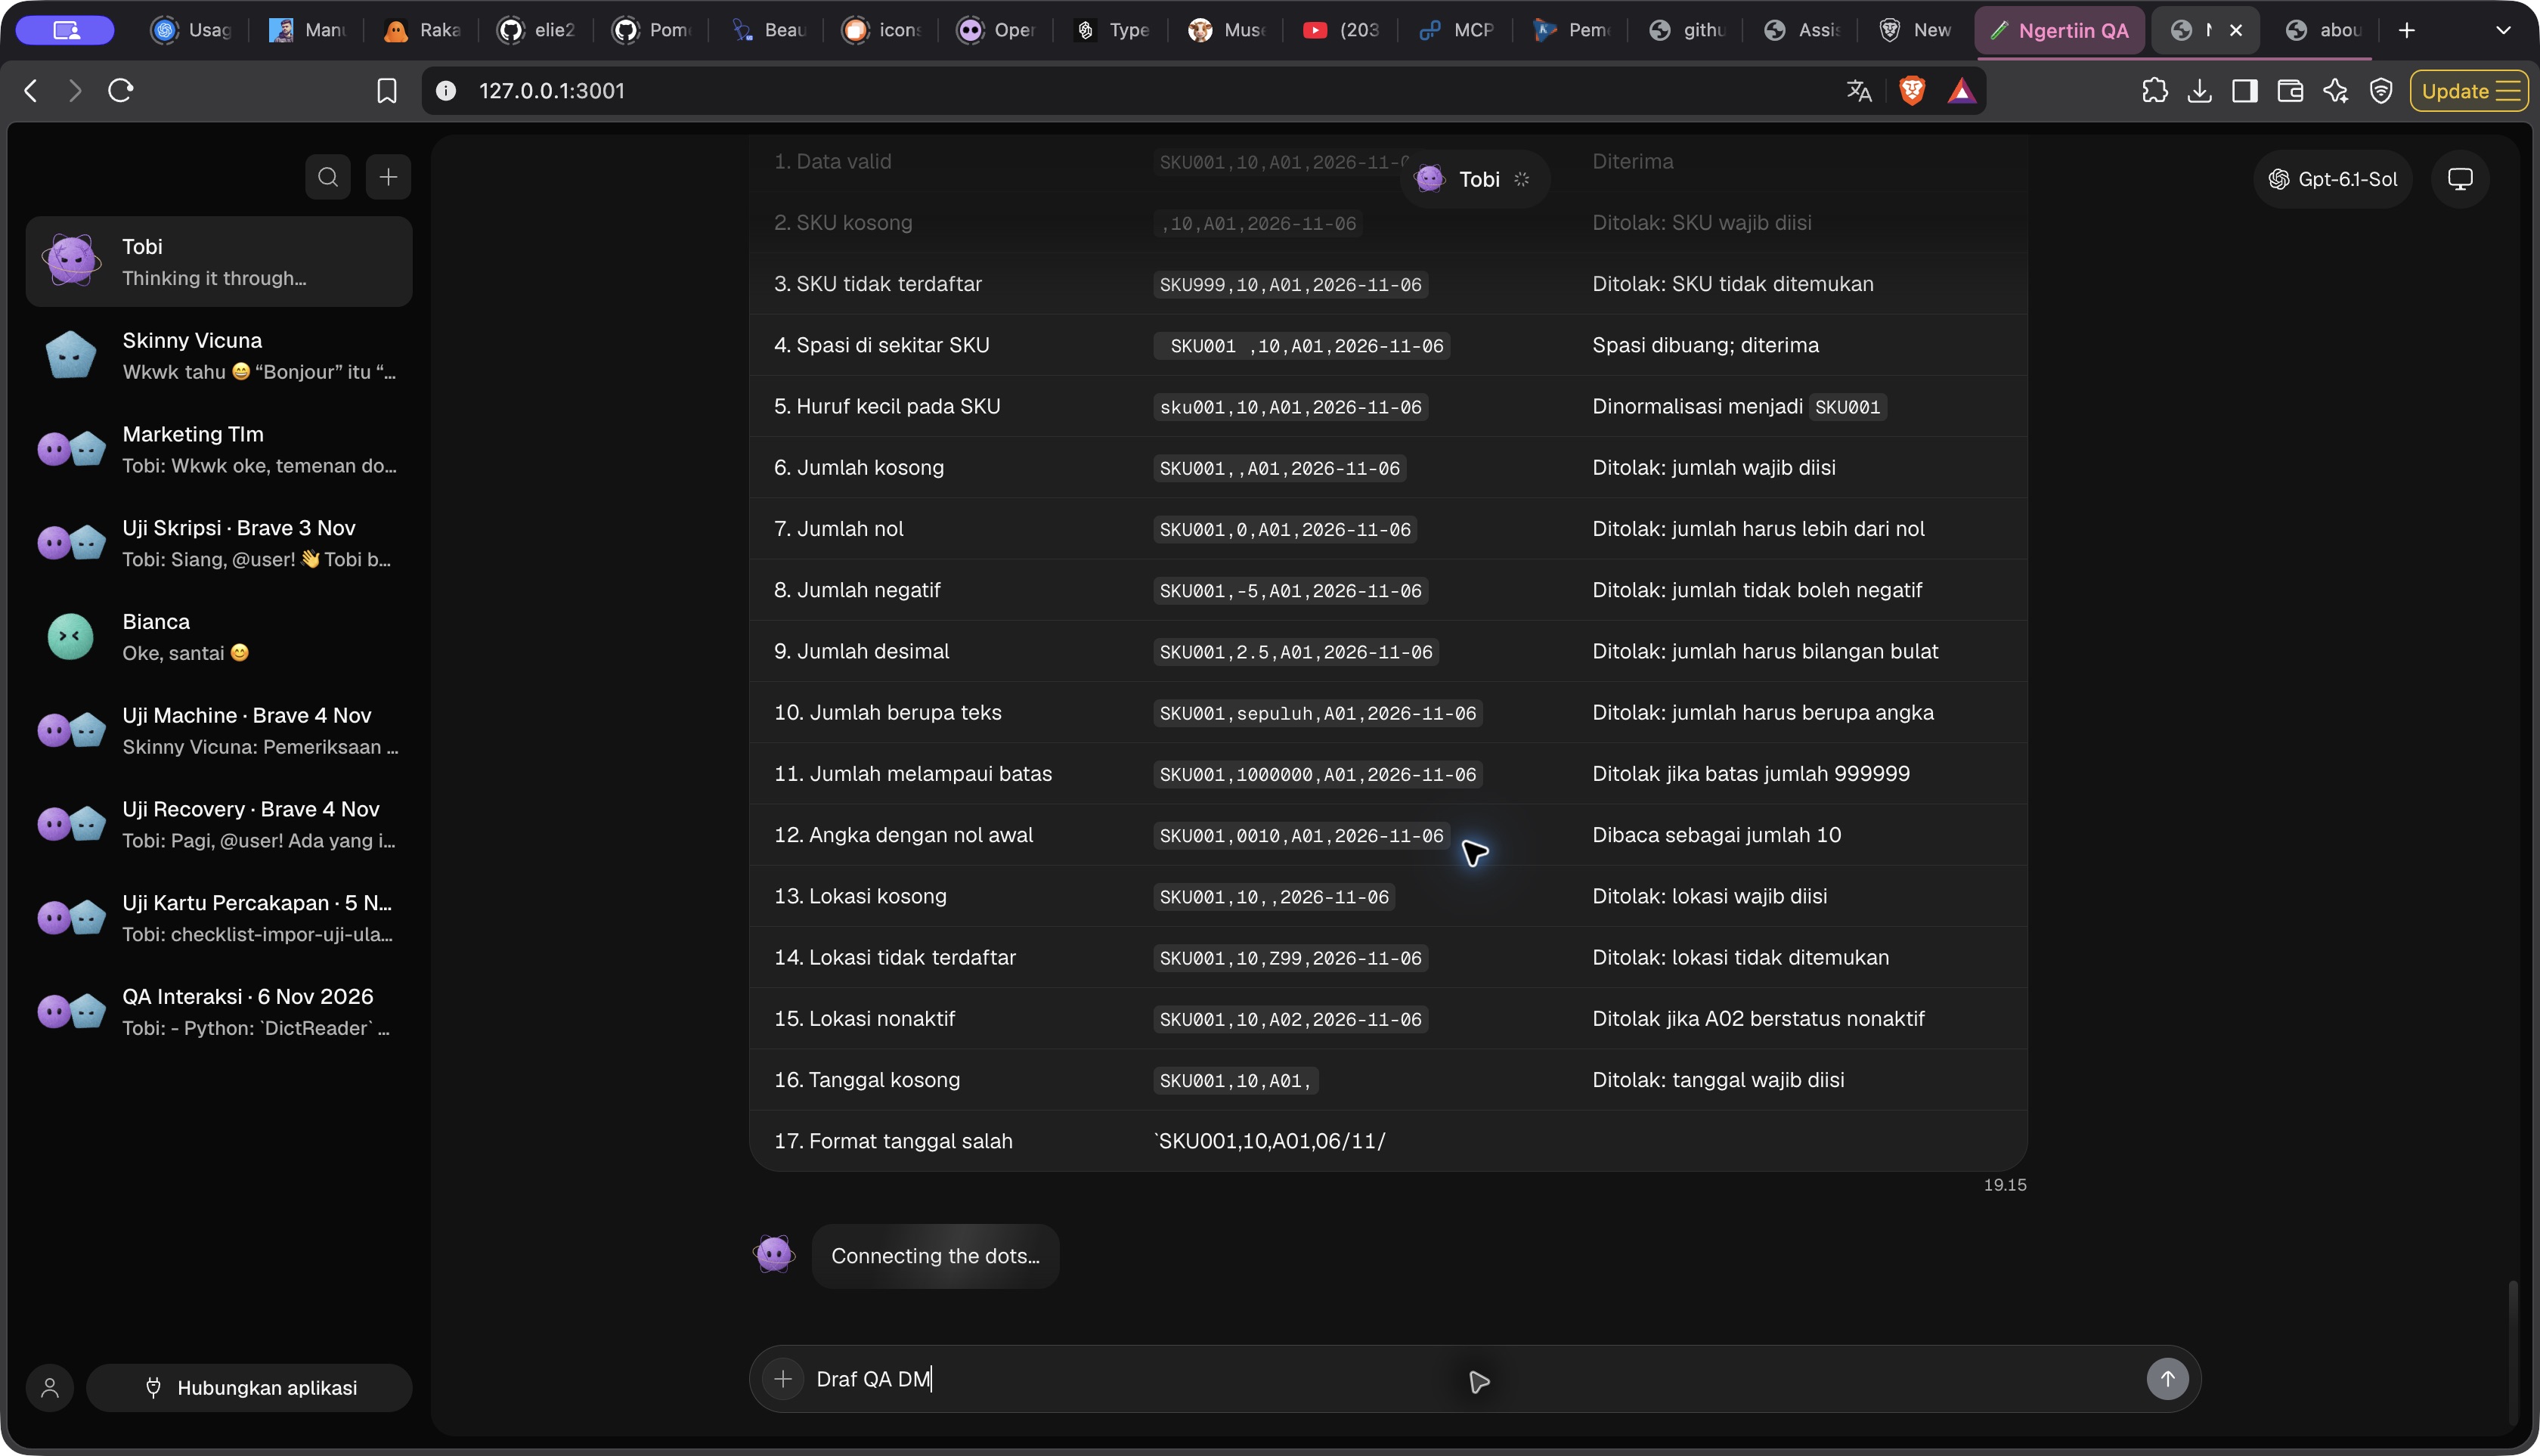 Usag
Manu
Raka
elie2
Pome
Beau
icons
Oper
Type
Muse
(203
MCP
Peme
githu
Assis
New
Ngertiin QA
abou
127.0.0.1:3001
Update
Tobi
Gpt-6.1-Sol
Tobi
Thinking it through...
Skinny Vicuna
Wkwk tahu 😄 “Bonjour” itu “...
Marketing TIm
Tobi: Wkwk oke, temenan do...
Uji Skripsi · Brave 3 Nov
Tobi: Siang, @user! 👋 Tobi b...
Bianca
Oke, santai 😊
Uji Machine · Brave 4 Nov
Skinny Vicuna: Pemeriksaan ...
Uji Recovery · Brave 4 Nov
Tobi: Pagi, @user! Ada yang i...
Uji Kartu Percakapan · 5 N...
Tobi: checklist-impor-uji-ula...
QA Interaksi · 6 Nov 2026
Tobi: - Python: `DictReader` ...
Hubungkan aplikasi
1. Data valid SKU001,10,A01,2026-11-0 Diterima
2. SKU kosong ,10,A01,2026-11-06 Ditolak: SKU wajib diisi
3. SKU tidak terdaftar SKU999,10,A01,2026-11-06 Ditolak: SKU tidak ditemukan
4. Spasi di sekitar SKU SKU001 ,10,A01,2026-11-06 Spasi dibuang; diterima
5. Huruf kecil pada SKU sku001,10,A01,2026-11-06 Dinormalisasi menjadi SKU001
6. Jumlah kosong SKU001,,A01,2026-11-06 Ditolak: jumlah wajib diisi
7. Jumlah nol SKU001,0,A01,2026-11-06 Ditolak: jumlah harus lebih dari nol
8. Jumlah negatif SKU001,-5,A01,2026-11-06 Ditolak: jumlah tidak boleh negatif
9. Jumlah desimal SKU001,2.5,A01,2026-11-06 Ditolak: jumlah harus bilangan bulat
10. Jumlah berupa teks SKU001,sepuluh,A01,2026-11-06 Ditolak: jumlah harus berupa angka
11. Jumlah melampaui batas SKU001,1000000,A01,2026-11-06 Ditolak jika batas jumlah 999999
12. Angka dengan nol awal SKU001,0010,A01,2026-11-06 Dibaca sebagai jumlah 10
13. Lokasi kosong SKU001,10,,2026-11-06 Ditolak: lokasi wajib diisi
14. Lokasi tidak terdaftar SKU001,10,Z99,2026-11-06 Ditolak: lokasi tidak ditemukan
15. Lokasi nonaktif SKU001,10,A02,2026-11-06 Ditolak jika A02 berstatus nonaktif
16. Tanggal kosong SKU001,10,A01, Ditolak: tanggal wajib diisi
17. Format tanggal salah `SKU001,10,A01,06/11/
19.15
Connecting the dots...
Draf QA DM